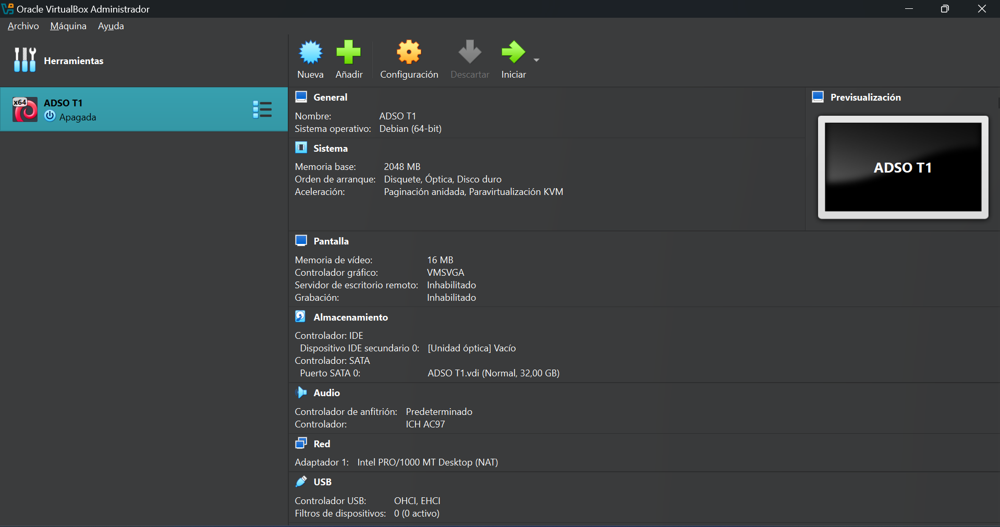 Oracle VirtualBox Administrador
Archivo Máquina Ayuda
Herramientas
Nueva Añadir Configuración Descartar Iniciar
x64
ADSO T1
Apagada
General
Nombre: ADSO T1
Sistema operativo: Debian (64-bit)
Previsualización
ADSO T1
Sistema
Memoria base: 2048 MB
Orden de arranque: Disquete, Óptica, Disco duro
Aceleración: Paginación anidada, Paravirtualización KVM
Pantalla
Memoria de vídeo: 16 MB
Controlador gráfico: VMSVGA
Servidor de escritorio remoto: Inhabilitado
Grabación: Inhabilitado
Almacenamiento
Controlador: IDE
Dispositivo IDE secundario 0: [Unidad óptica] Vacío
Controlador: SATA
Puerto SATA 0: ADSO T1.vdi (Normal, 32,00 GB)
Audio
Controlador de anfitrión: Predeterminado
Controlador: ICH AC97
Red
Adaptador 1: Intel PRO/1000 MT Desktop (NAT)
USB
Controlador USB: OHCI, EHCI
Filtros de dispositivos: 0 (0 activo)